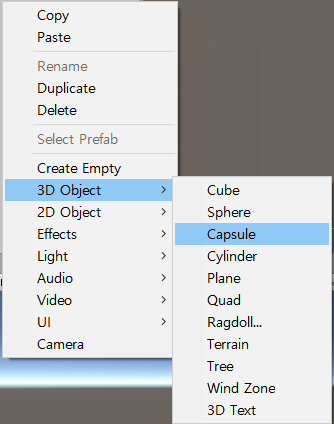 Copy
Paste
Rename
Duplicate
Delete
Select Prefab
Create Empty
3D Object
2D Object
Effects
Light
Audio
Video
UI
Camera
Cube
Sphere
Capsule
Cylinder
Plane
Quad
Ragdoll...
Terrain
Tree
Wind Zone
3D Text